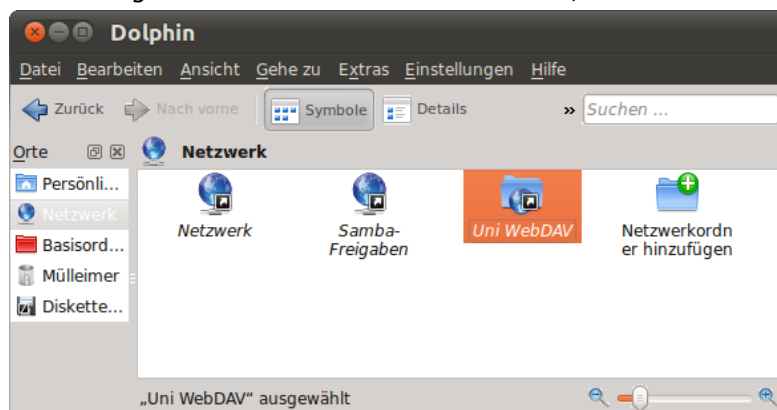 Dolphin
Datei Bearbeiten Ansicht Gehe zu Extras Einstellungen Hilfe
Zurück Nach vorne Symbole Details » Suchen ...
Orte Netzwerk
Persönli...
Netzwerk
Basisord...
Mülleimer
Diskette...
Netzwerk
Samba-
Freigaben
Uni WebDAV
Netzwerkordn
er hinzufügen
„Uni WebDAV“ ausgewählt